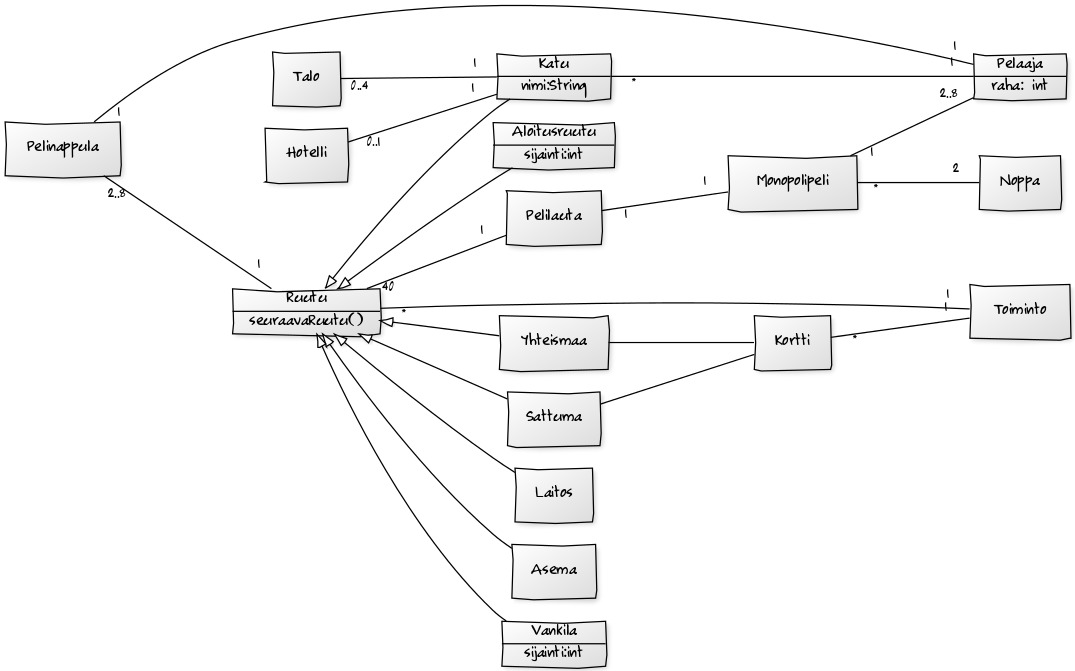 1
Talo
1
Katu
1
Pelaaja
0..4
1
nimi:String
*
2..8
raha: int
1
Pelinappula
0..1
Hotelli
Aloitusruutu
sijainti:int
1
Monopolipeli
2
Noppa
*
2..8
1
Pelilauta
1
1
1
40
Ruutu
seuraavaRuutu()
*
1
1
Toiminto
Yhteismaa
Kortti
*
Sattuma
Laitos
Asema
Vankila
sijainti:int